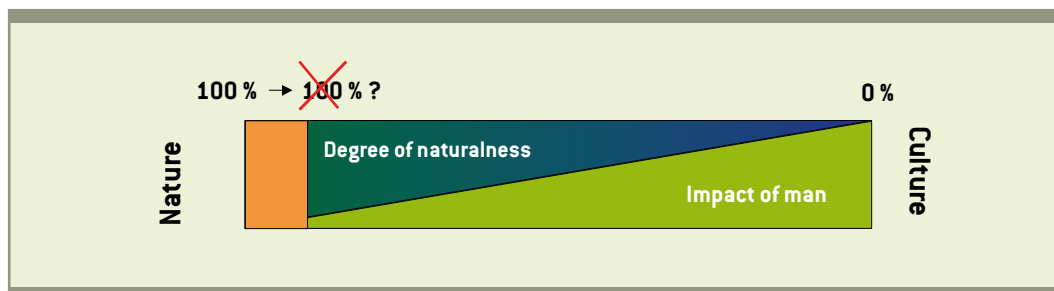 100 % → 100 % ?
0 %
Nature
Degree of naturalness
Impact of man
Culture